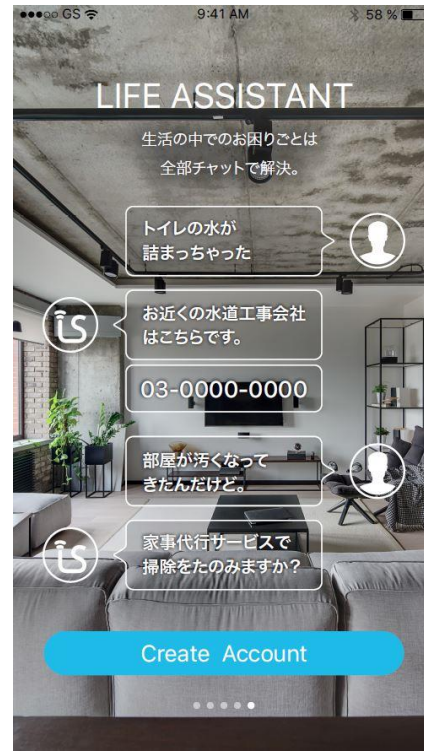 GS 9:41 AM 58 %
LIFE ASSISTANT
生活の中でのお困りごとは
全部チャットで解決。
トイレの水が
詰まっちゃった
is
お近くの水道工事会社
はこちらです。
03-0000-0000
部屋が汚くなって
きたんだけど。
is
家事代行サービスで
掃除をたのみますか？
Create Account